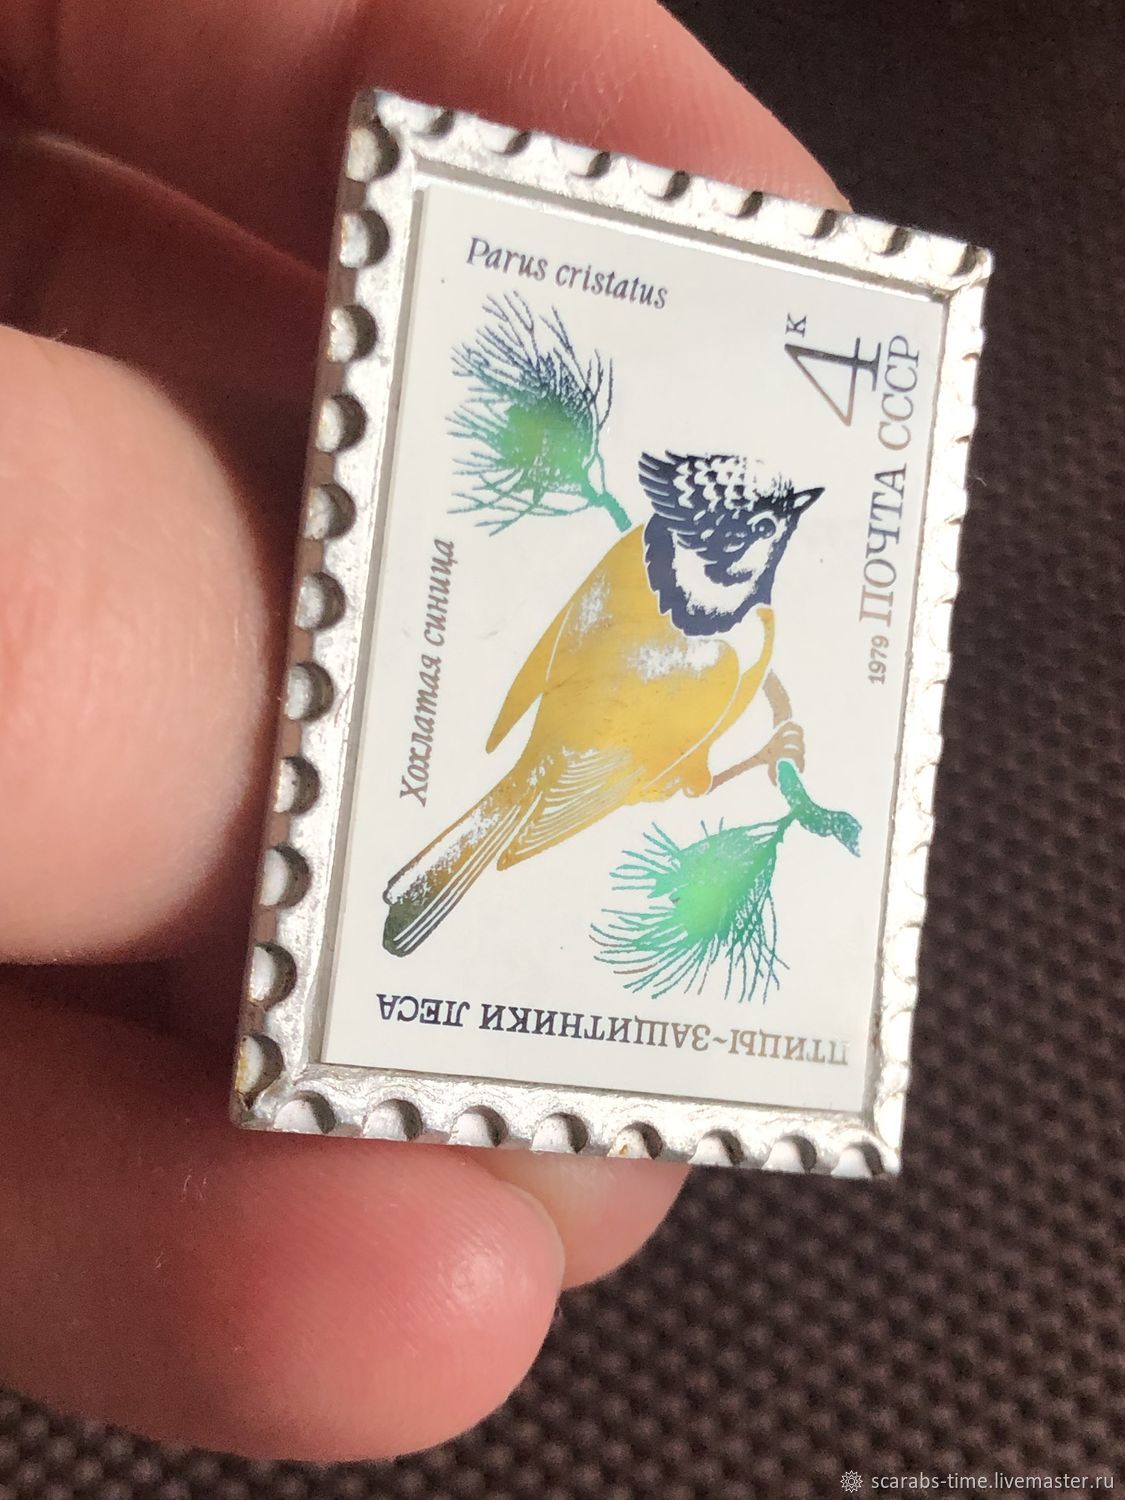 Parus cristatus
4к
ПОЧТА СССР
1979
Хохлатая синица
ПТИЦЫ~ЗАЩИТНИКИ ЛЕСА
scarabs-time.livemaster.ru